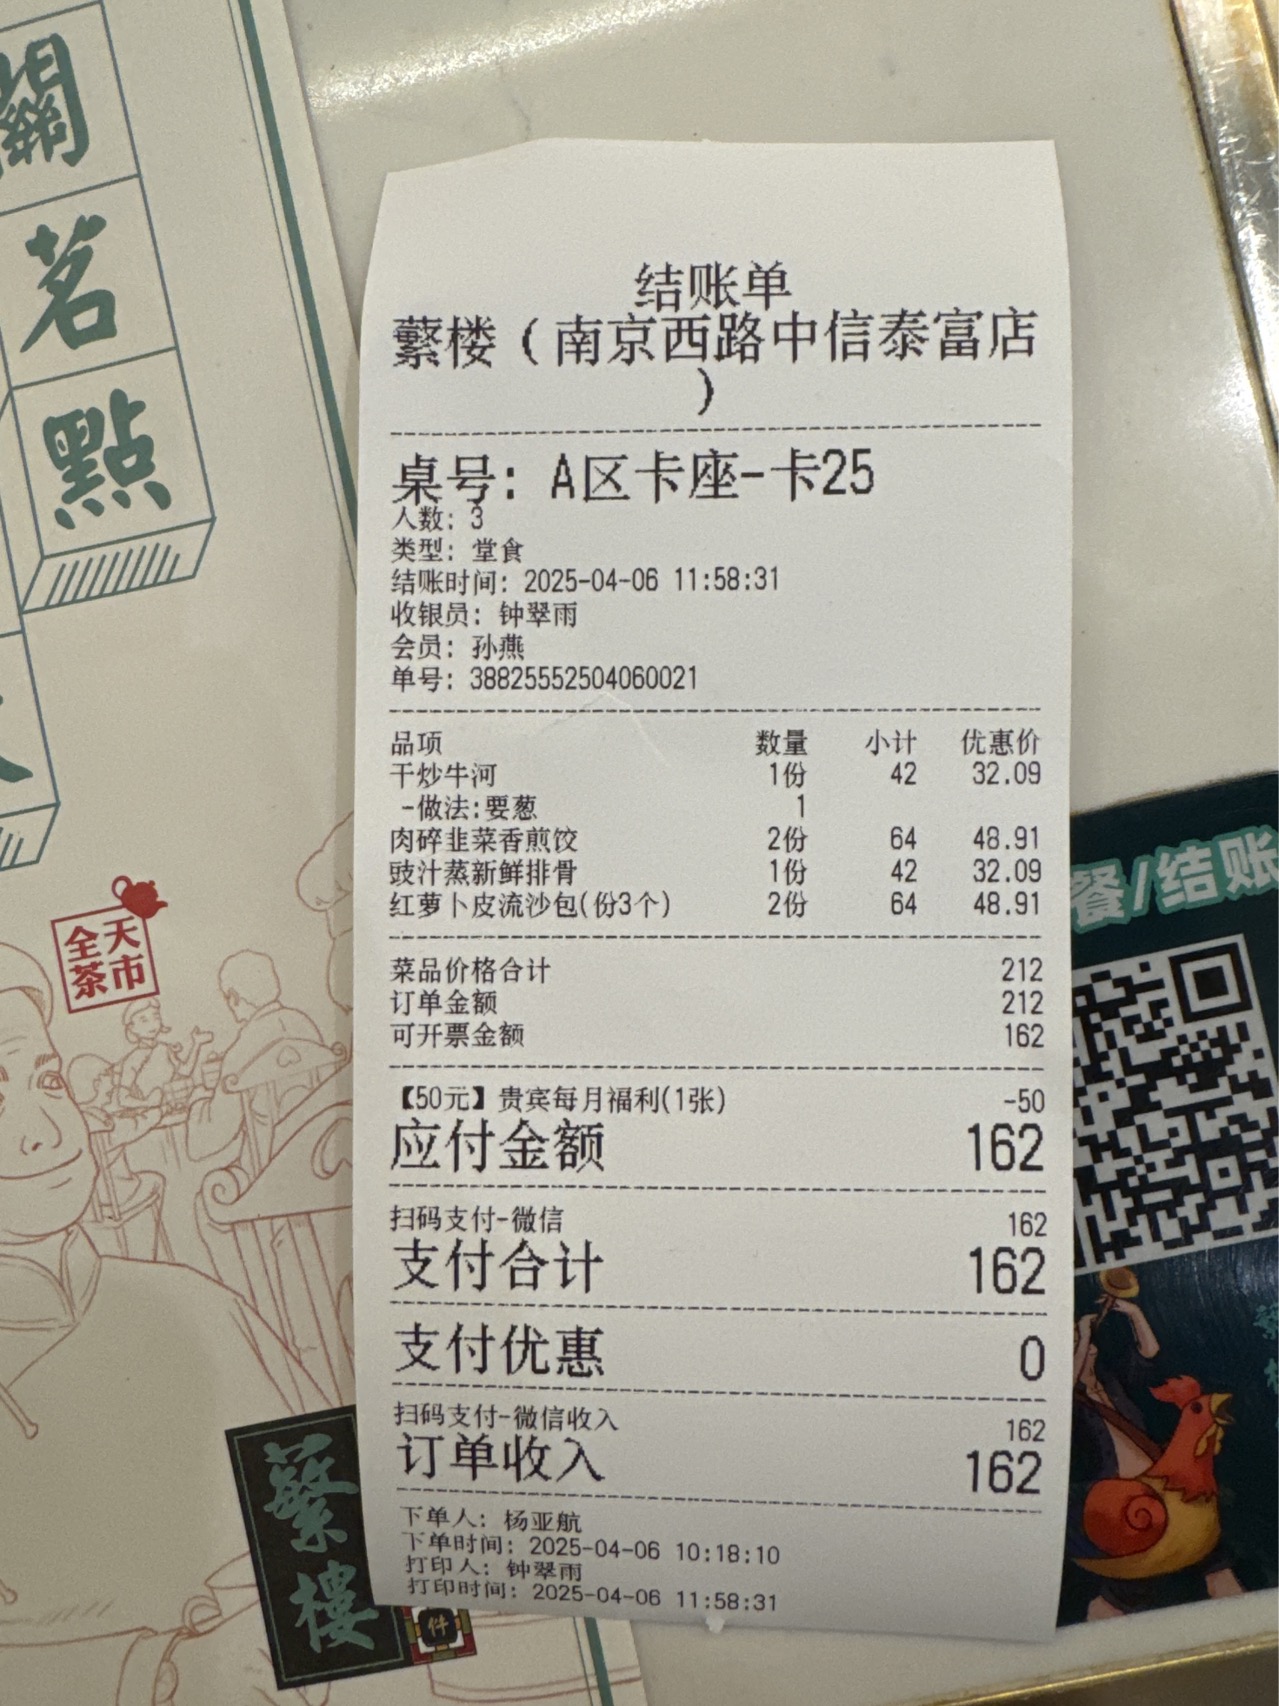 關
茗
點
全天
茶市
蘩
樓
件
结账单
蘩楼（南京西路中信泰富店
）
桌号：A区卡座-卡25
人数：3
类型：堂食
结账时间：2025-04-06 11:58:31
收银员：钟翠雨
会员：孙燕
单号：38825552504060021
品项 数量 小计 优惠价
干炒牛河 1份 42 32.09
-做法:要葱 1
肉碎韭菜香煎饺 2份 64 48.91
豉汁蒸新鲜排骨 1份 42 32.09
红萝卜皮流沙包(份3个) 2份 64 48.91
菜品价格合计 212
订单金额 212
可开票金额 162
【50元】贵宾每月福利(1张) -50
应付金额 162
扫码支付-微信 162
支付合计 162
支付优惠 0
扫码支付-微信收入 162
订单收入 162
下单人：杨亚航
下单时间：2025-04-06 10:18:10
打印人：钟翠雨
打印时间：2025-04-06 11:58:31
餐/结账